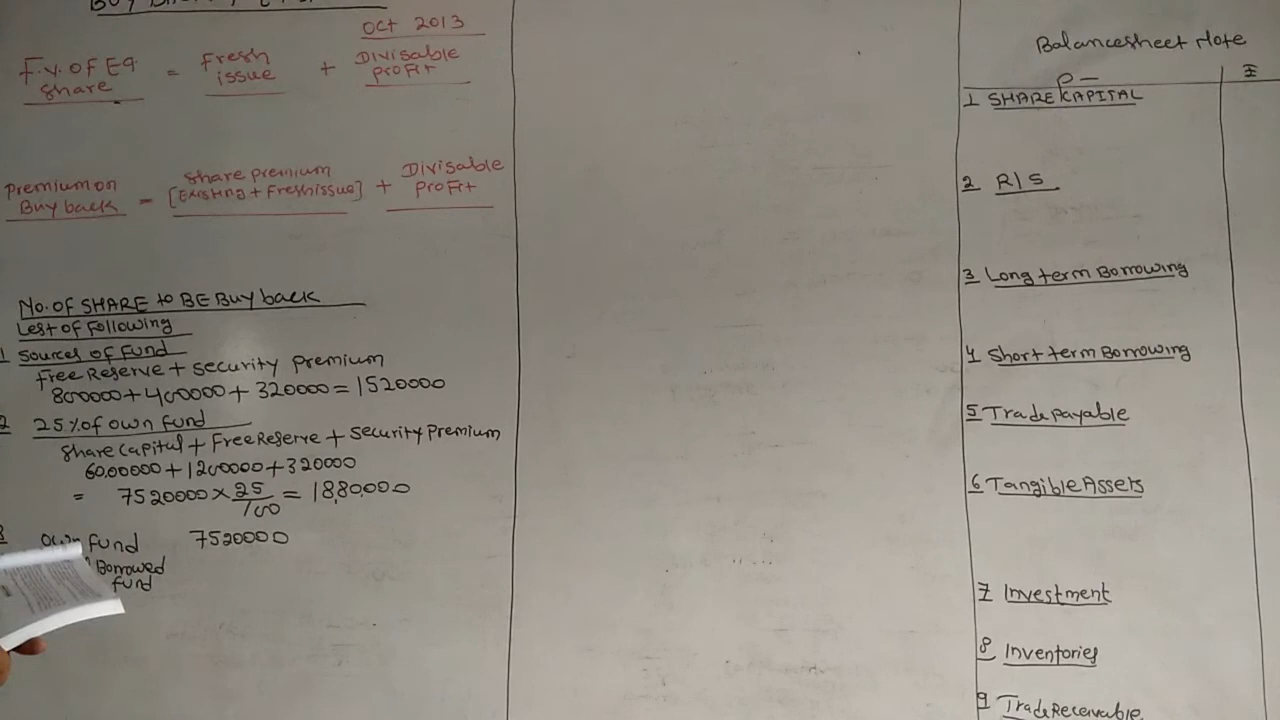 OCT 2013
F.V. OF EQ share = Fresh issue + Divisable profit
Premium on Buy back = share premium [Existing + Fresh issue] + Divisable profit
No. OF SHARE to BE Buy back
Lest of Following
1 Sources of Fund
Free Reserve + Security Premium
800000 + 400000 + 320000 = 1520000
2 25% of own Fund
Share capital + Free Reserve + Security Premium
6000000 + 1200000 + 320000
= 7520000 × 25/100 = 1880000
own Fund 7520000
Borrowed
fund
Balancesheet Note
P ₹
1 SHARE CAPITAL
2 R/S
3 Long term Borrowing
4 Short term Borrowing
5 Trade payable
6 Tangible Assets
7 Investment
8 Inventories
9 Trade Receivable